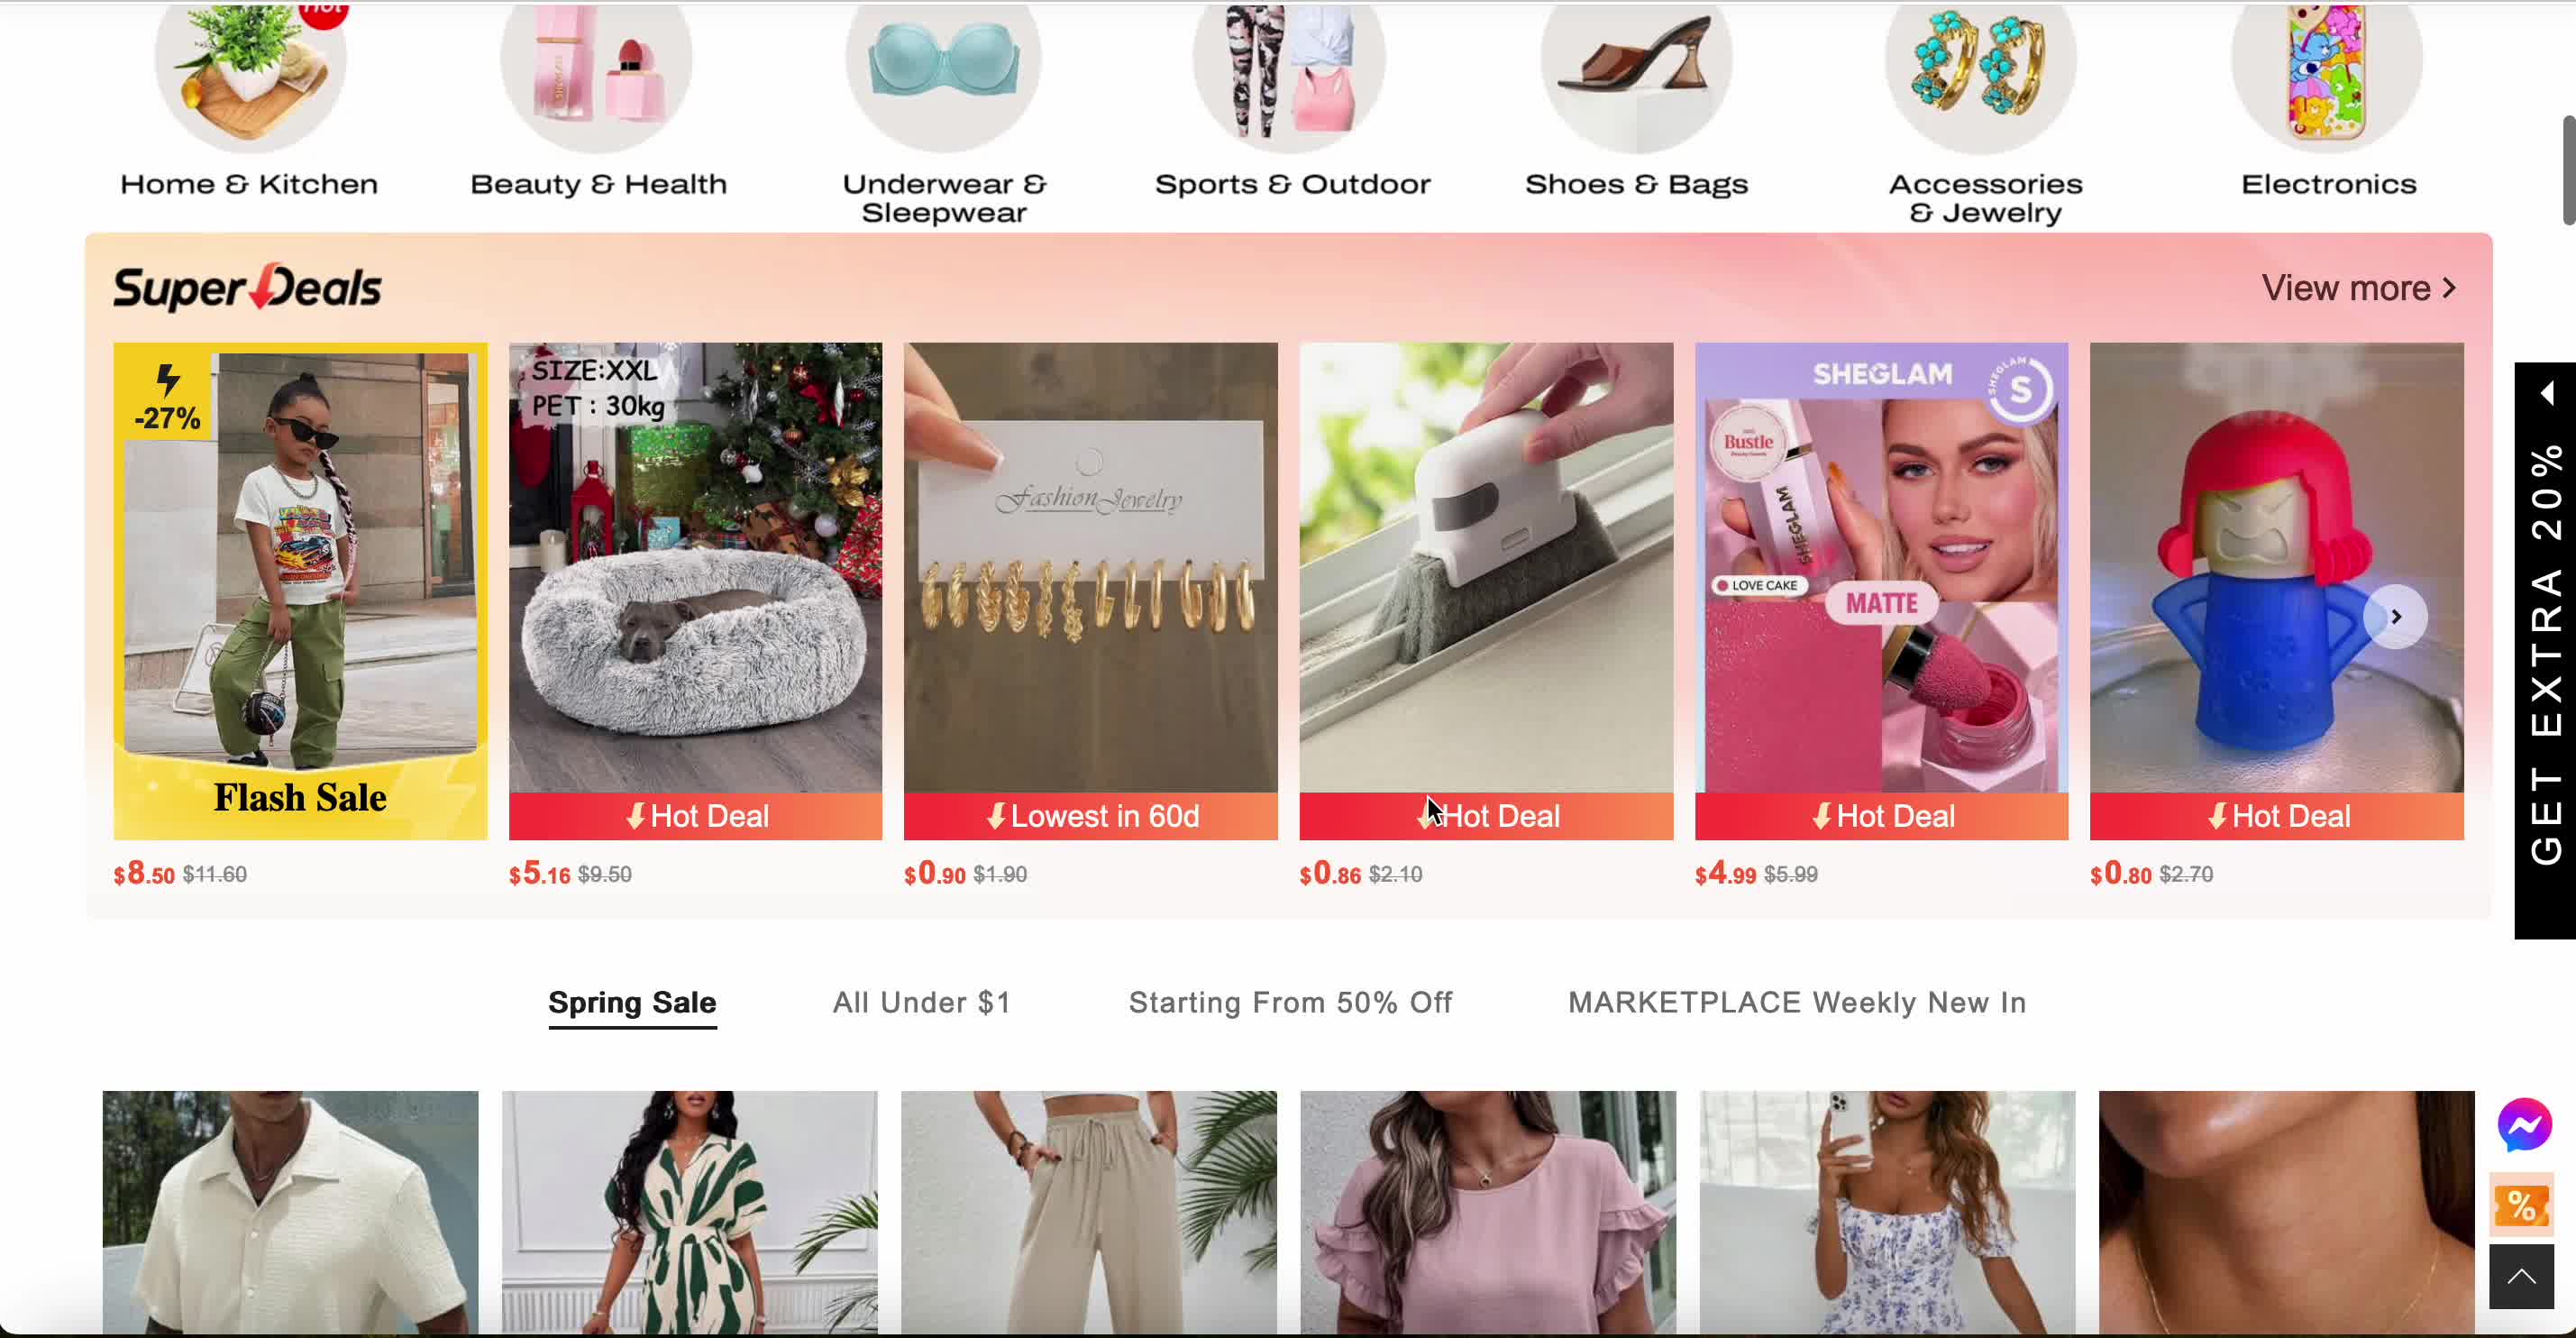 Hot
Home & Kitchen
Beauty & Health
Underwear &
Sleepwear
Sports & Outdoor
Shoes & Bags
Accessories
& Jewelry
Electronics
Super Deals
View more >
-27%
Flash Sale
$8.50 $11.60
SIZE:XXL
PET : 30kg
Hot Deal
$5.16 $9.50
Fashion Jewelry
Lowest in 60d
$0.90 $1.90
Hot Deal
$0.86 $2.10
SHEGLAM
SHEGLAM
S
Bustle
SHEGLAM
LOVE CAKE
MATTE
Hot Deal
$4.99 $5.99
Hot Deal
$0.80 $2.70
GET EXTRA 20%
Spring Sale
All Under $1
Starting From 50% Off
MARKETPLACE Weekly New In
%